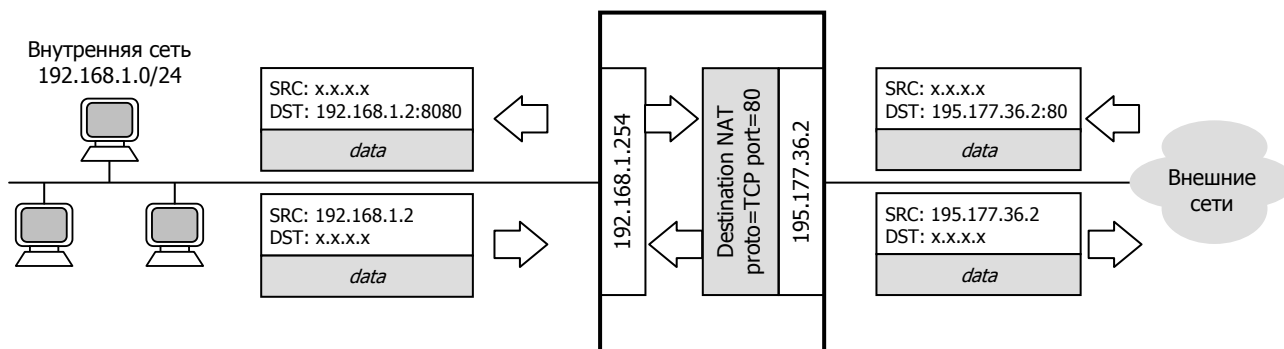 Внутренняя сеть
192.168.1.0/24
SRC: x.x.x.x
DST: 192.168.1.2:8080
data
SRC: 192.168.1.2
DST: x.x.x.x
data
192.168.1.254
Destination NAT
proto=TCP port=80
195.177.36.2
SRC: x.x.x.x
DST: 195.177.36.2:80
data
SRC: 195.177.36.2
DST: x.x.x.x
data
Внешние
сети